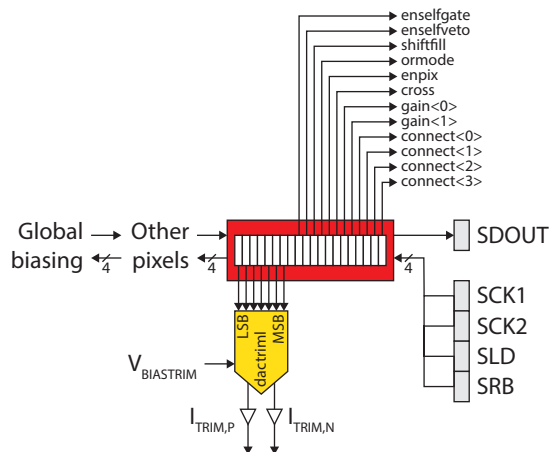 enselfgate
enselfveto
shiftfill
ormode
enpix
cross
gain<0>
gain<1>
connect<0>
connect<1>
connect<2>
connect<3>
Global biasing
Other pixels
SDOUT
4
4
4
SCK1
SCK2
SLD
SRB
LSB
MSB
dactriml
VBIASTRIM
ITRIM,P
ITRIM,N